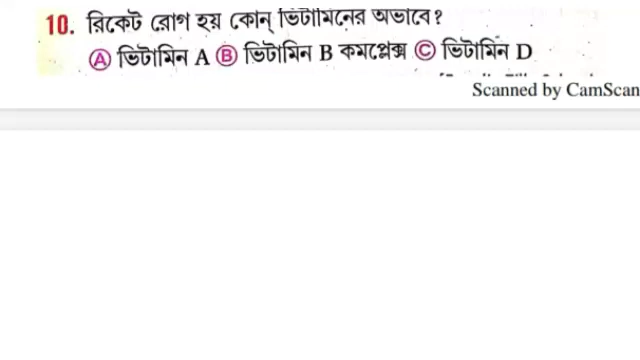 10. রিকেট রোগ হয় কোন্ ভিটামিনের অভাবে?
Ⓐ ভিটামিন A Ⓑ ভিটামিন B কমপ্লেক্স Ⓒ ভিটামিন D
Scanned by CamScan